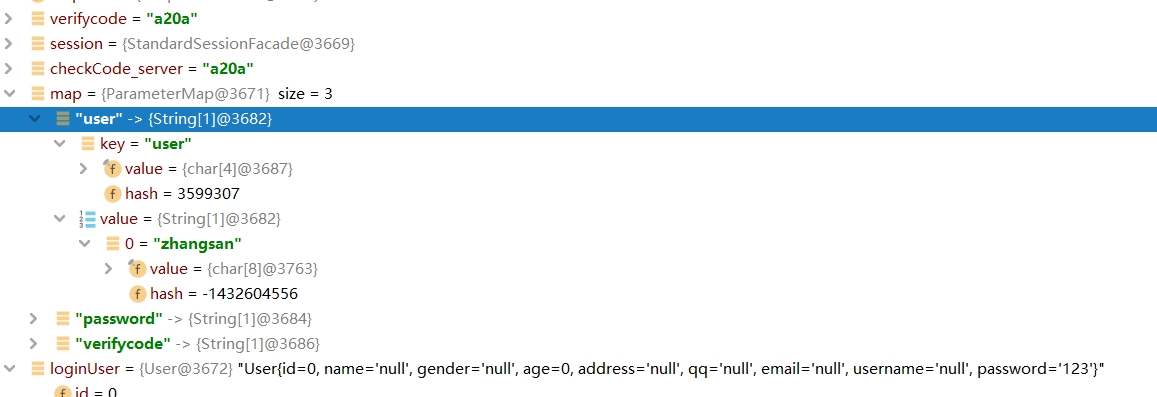 verifycode = "a20a"
session = {StandardSessionFacade@3669}
checkCode_server = "a20a"
map = {ParameterMap@3671} size = 3
"user" -> {String[1]@3682}
key = "user"
f value = {char[4]@3687}
f hash = 3599307
value = {String[1]@3682}
0 = "zhangsan"
f value = {char[8]@3763}
f hash = -1432604556
"password" -> {String[1]@3684}
"verifycode" -> {String[1]@3686}
loginUser = {User@3672} "User{id=0, name='null', gender='null', age=0, address='null', qq='null', email='null', username='null', password='123'}"
f id = 0